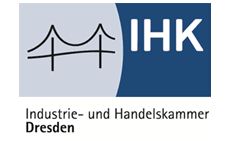 IHK
Industrie- und Handelskammer
Dresden